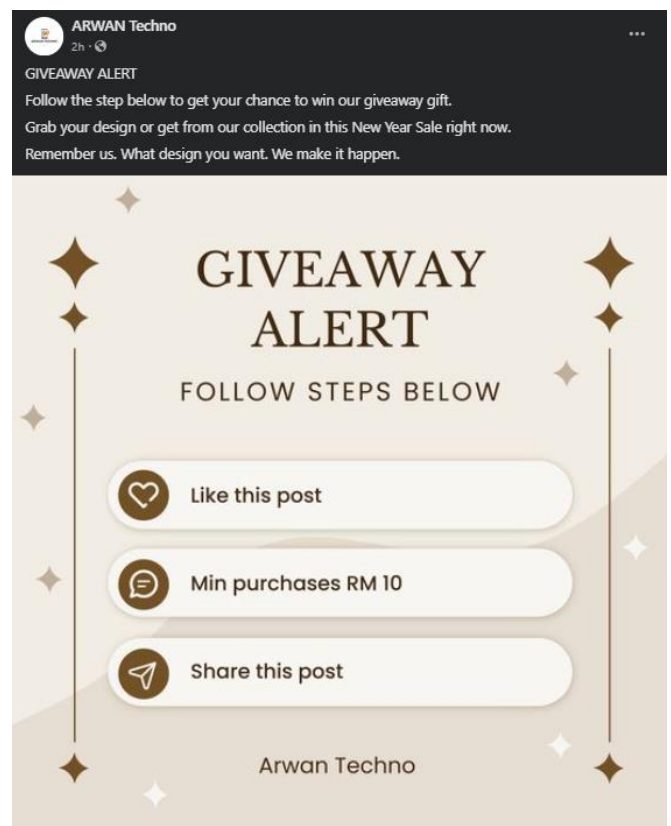 ARWAN Techno
2h ·
GIVEAWAY ALERT
Follow the step below to get your chance to win our giveaway gift.
Grab your design or get from our collection in this New Year Sale right now.
Remember us. What design you want. We make it happen.
GIVEAWAY
ALERT
FOLLOW STEPS BELOW
Like this post
Min purchases RM 10
Share this post
Arwan Techno